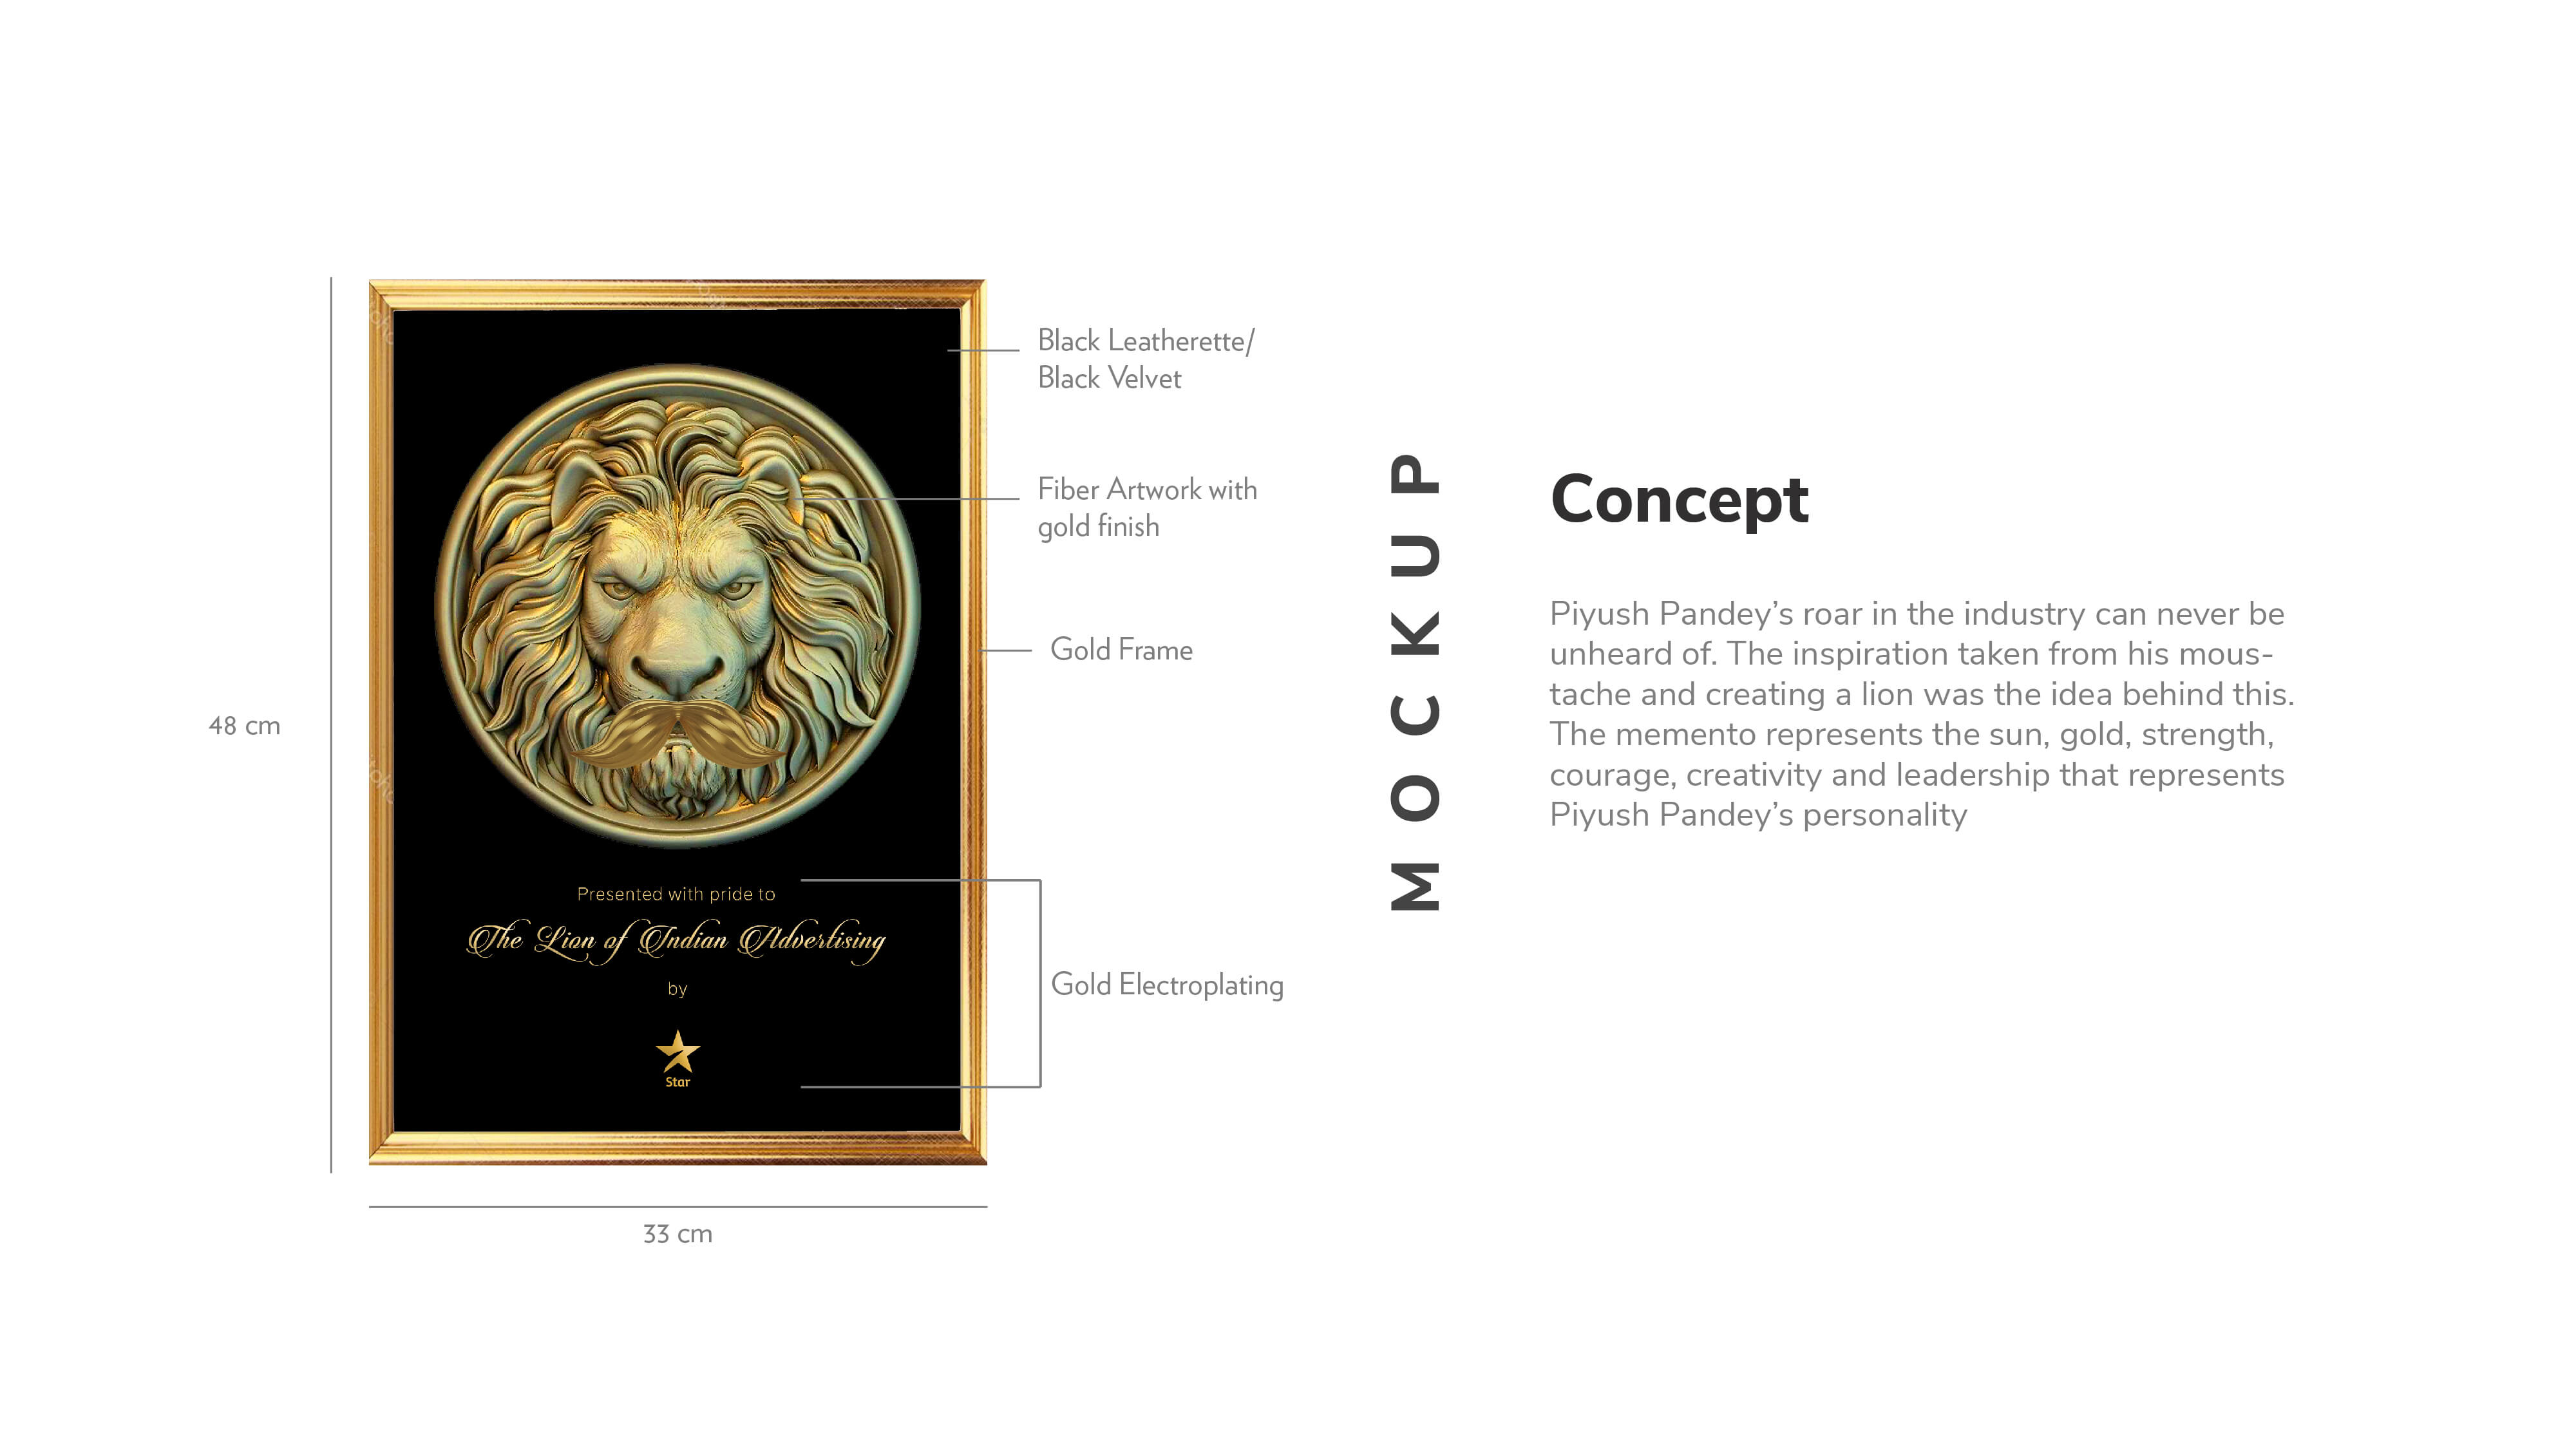 Black Leatherette/
Black Velvet
Fiber Artwork with
gold finish
Gold Frame
48 cm
Presented with pride to
The Lion of Indian Advertising
by
Star
Gold Electroplating
33 cm
MOCKUP
Concept
Piyush Pandey’s roar in the industry can never be
unheard of. The inspiration taken from his mous-
tache and creating a lion was the idea behind this.
The memento represents the sun, gold, strength,
courage, creativity and leadership that represents
Piyush Pandey’s personality